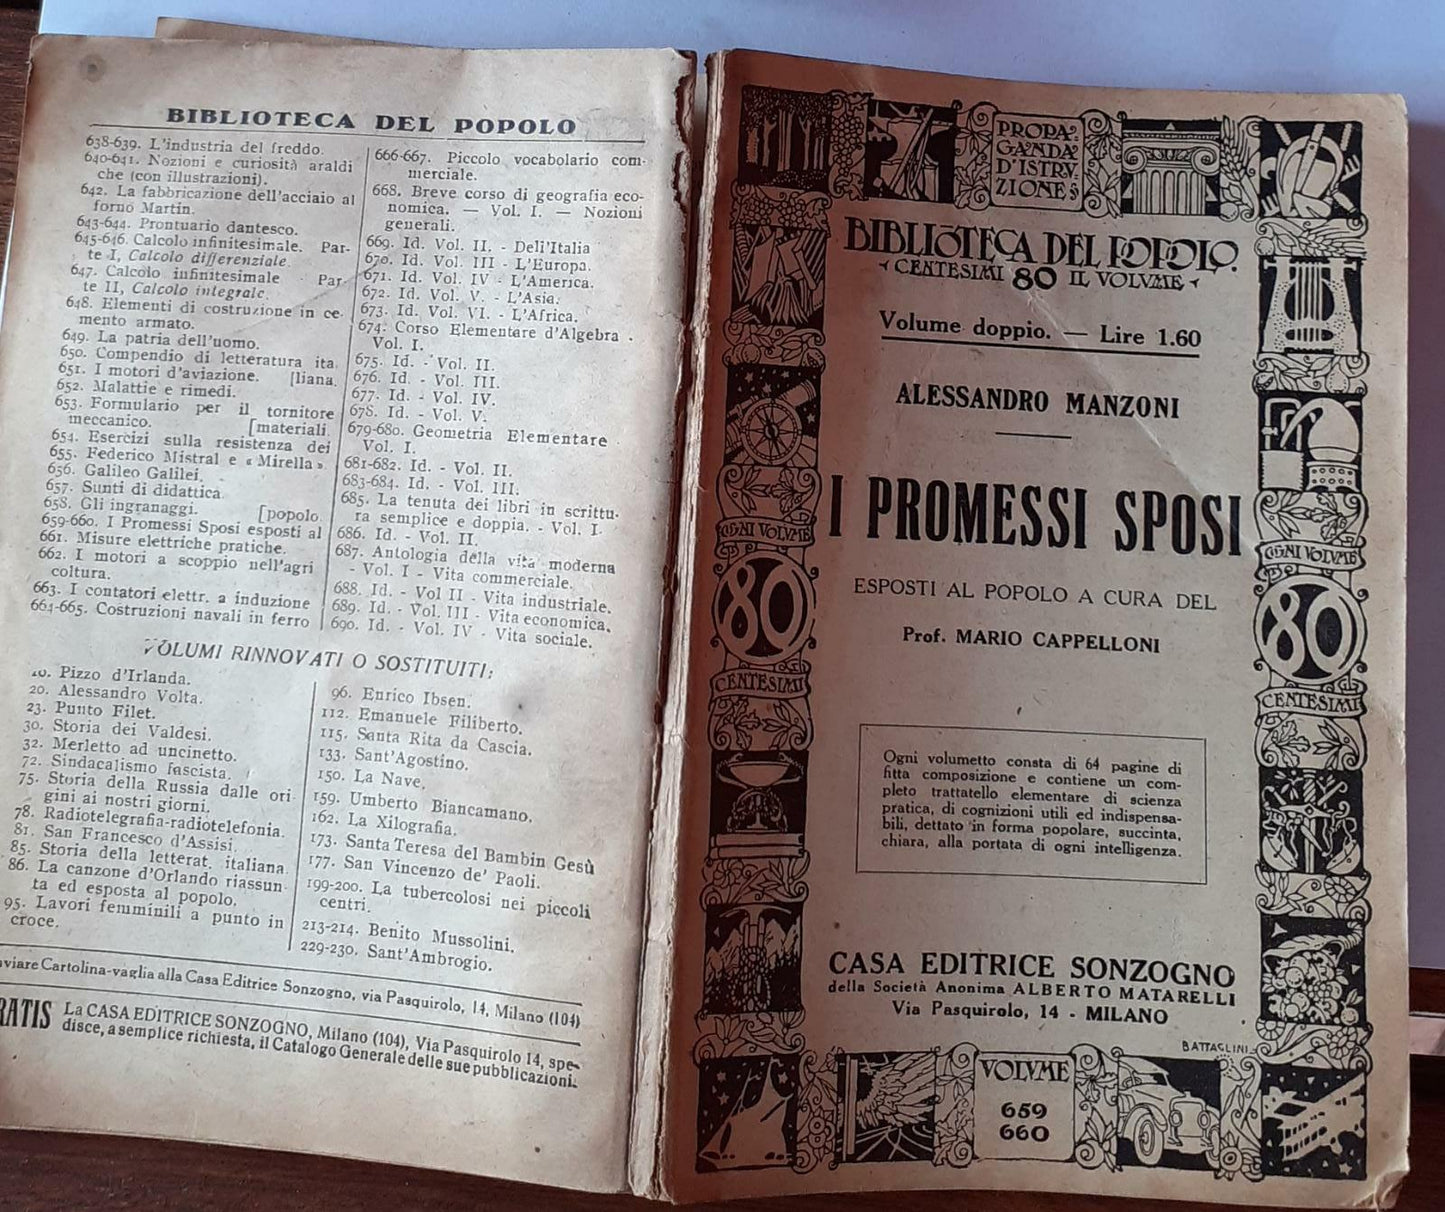 BIBLIOTECA DEL POPOLO
638-639. L'industria del freddo.
640-641. Nozioni e curiosità araldi
che (con illustrazioni).
642. La fabbricazione dell'acciaio al
forno Martin.
643-644. Prontuario dantesco.
645-646. Calcolo infinitesimale. Par-
te I, Calcolo differenziale.
647. Calcolo infinitesimale - Par-
te II, Calcolo integrale.
648. Elementi di costruzione in ce-
mento armato.
649. La patria dell'uomo.
650. Compendio di letteratura ita
651. I motori d'aviazione. [liana.
652. Malattie e rimedi.
653. Formulario per il tornitore
meccanico. [materiali.
654. Esercizi sulla resistenza dei
655. Federico Mistral e «Mirella».
656. Galileo Galilei.
657. Sunti di didattica
658. Gli ingranaggi. [popolo.
659-660. I Promessi Sposi esposti al
661. Misure elettriche pratiche.
662. I motori a scoppio nell'agri
coltura.
663. I contatori elettr. a induzione
664-665. Costruzioni navali in ferro
666-667. Piccolo vocabolario com-
merciale.
668. Breve corso di geografia eco-
nomica. — Vol. I. — Nozioni
generali.
669. Id. Vol. II. - Dell'Italia
670. Id. Vol. III - L'Europa.
671. Id. Vol. IV - L'America.
672. Id. Vol. V. - L'Asia.
673. Id. Vol. VI. - L'Africa.
674. Corso Elementare d'Algebra -
Vol. I.
675. Id. - Vol. II.
676. Id. - Vol. III.
677. Id. - Vol. IV.
678. Id. - Vol. V.
679-680. Geometria Elementare
Vol. I.
681-682. Id. - Vol. II.
683-684. Id. - Vol. III.
685. La tenuta dei libri in scrittu-
ra semplice e doppia. - Vol. I.
686. Id. - Vol. II.
687. Antologia della vita moderna
- Vol. I - Vita commerciale.
688. Id. - Vol II - Vita industriale.
689. Id. - Vol. III - Vita economica.
690. Id. - Vol. IV - Vita sociale.
VOLUMI RINNOVATI O SOSTITUITI:
10. Pizzo d'Irlanda.
20. Alessandro Volta.
23. Punto Filet.
30. Storia dei Valdesi.
32. Merletto ad uncinetto.
72. Sindacalismo fascista.
75. Storia della Russia dalle ori
gini ai nostri giorni.
78. Radiotelegrafia-radiotelefonia.
81. San Francesco d'Assisi.
85. Storia della letterat. italiana
86. La canzone d'Orlando riassun-
ta ed esposta al popolo.
95. Lavori femminili a punto in
croce.
96. Enrico Ibsen.
112. Emanuele Filiberto.
115. Santa Rita da Cascia.
133. Sant'Agostino.
150. La Nave.
159. Umberto Biancamano.
162. La Xilografia.
173. Santa Teresa del Bambin Gesù
177. San Vincenzo de' Paoli.
199-200. La tubercolosi nei piccoli
centri.
213-214. Benito Mussolini.
229-230. Sant'Ambrogio.
nviare Cartolina-vaglia alla Casa Editrice Sonzogno, via Pasquirolo, 14, Milano (104)
RATIS La CASA EDITRICE SONZOGNO, Milano (104), Via Pasquirolo 14, spe-
disce, a semplice richiesta, il Catalogo Generale delle sue pubblicazioni.
PROPA-
GANDA
D'ISTRV-
ZIONE
BIBLIOTECA DEL POPOLO
CENTESIMI 80 IL VOLVME
Volume doppio. — Lire 1.60
ALESSANDRO MANZONI
I PROMESSI SPOSI
ESPOSTI AL POPOLO A CURA DEL
Prof. MARIO CAPPELLONI
OGNI VOLVME
80
CENTESIMI
OGNI VOLVME
80
CENTESIMI
Ogni volumetto consta di 64 pagine di
fitta composizione e contiene un com-
pleto trattatello elementare di scienza
pratica, di cognizioni utili ed indispensa-
bili, dettato in forma popolare, succinta,
chiara, alla portata di ogni intelligenza.
CASA EDITRICE SONZOGNO
della Società Anonima ALBERTO MATARELLI
Via Pasquirolo, 14 - MILANO
BATTAGLINI
VOLVME
659
660